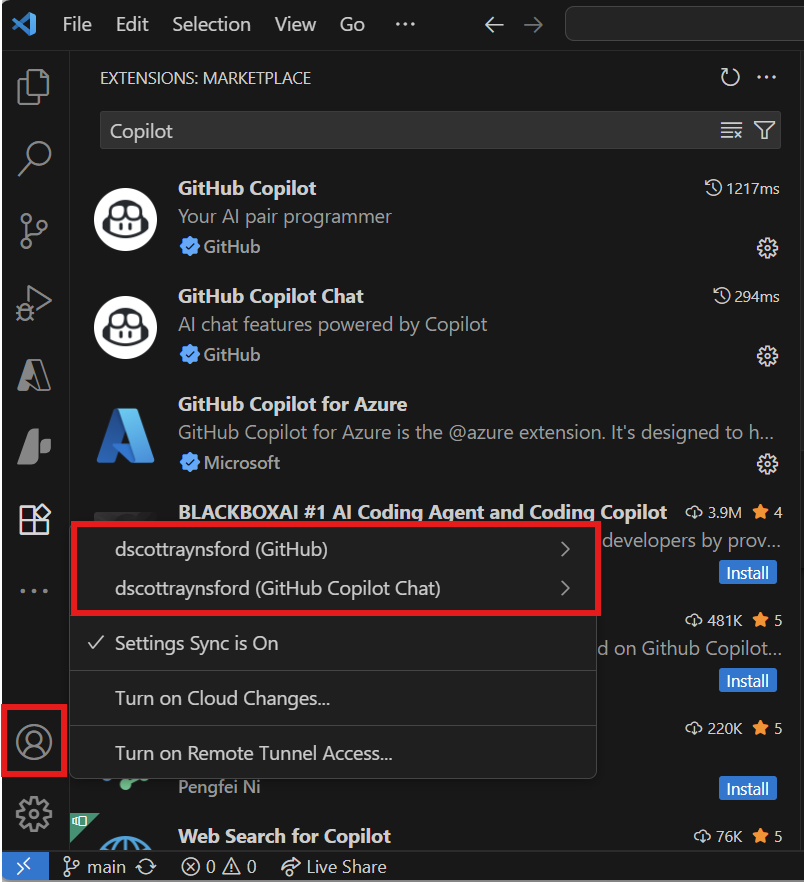 File Edit Selection View Go ...
EXTENSIONS: MARKETPLACE
Copilot
GitHub Copilot 1217ms
Your AI pair programmer
GitHub
GitHub Copilot Chat 294ms
AI chat features powered by Copilot
GitHub
GitHub Copilot for Azure
GitHub Copilot for Azure is the @azure extension. It's designed to h...
Microsoft
BLACKBOXAI #1 AI Coding Agent and Coding Copilot 3.9M 4
developers by prov...
Install
dscottraynsford (GitHub)
dscottraynsford (GitHub Copilot Chat)
481K 5
Settings Sync is On
d on Github Copilot...
Install
Turn on Cloud Changes...
220K 5
Turn on Remote Tunnel Access...
Pengfei Ni
Install
Web Search for Copilot 76K 5
main 0 0 Live Share